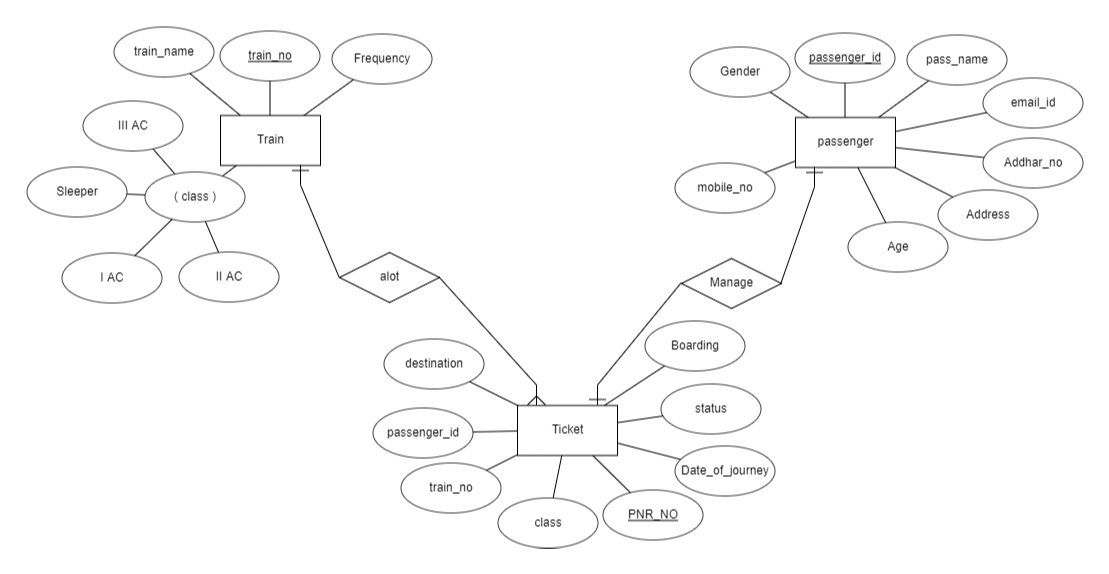 train_name
train_no
Frequency
III AC
Train
Sleeper
( class )
I AC
II AC
alot
Gender
passenger_id
pass_name
email_id
passenger
Addhar_no
mobile_no
Address
Age
Manage
destination
Boarding
passenger_id
Ticket
status
train_no
Date_of_journey
class
PNR_NO